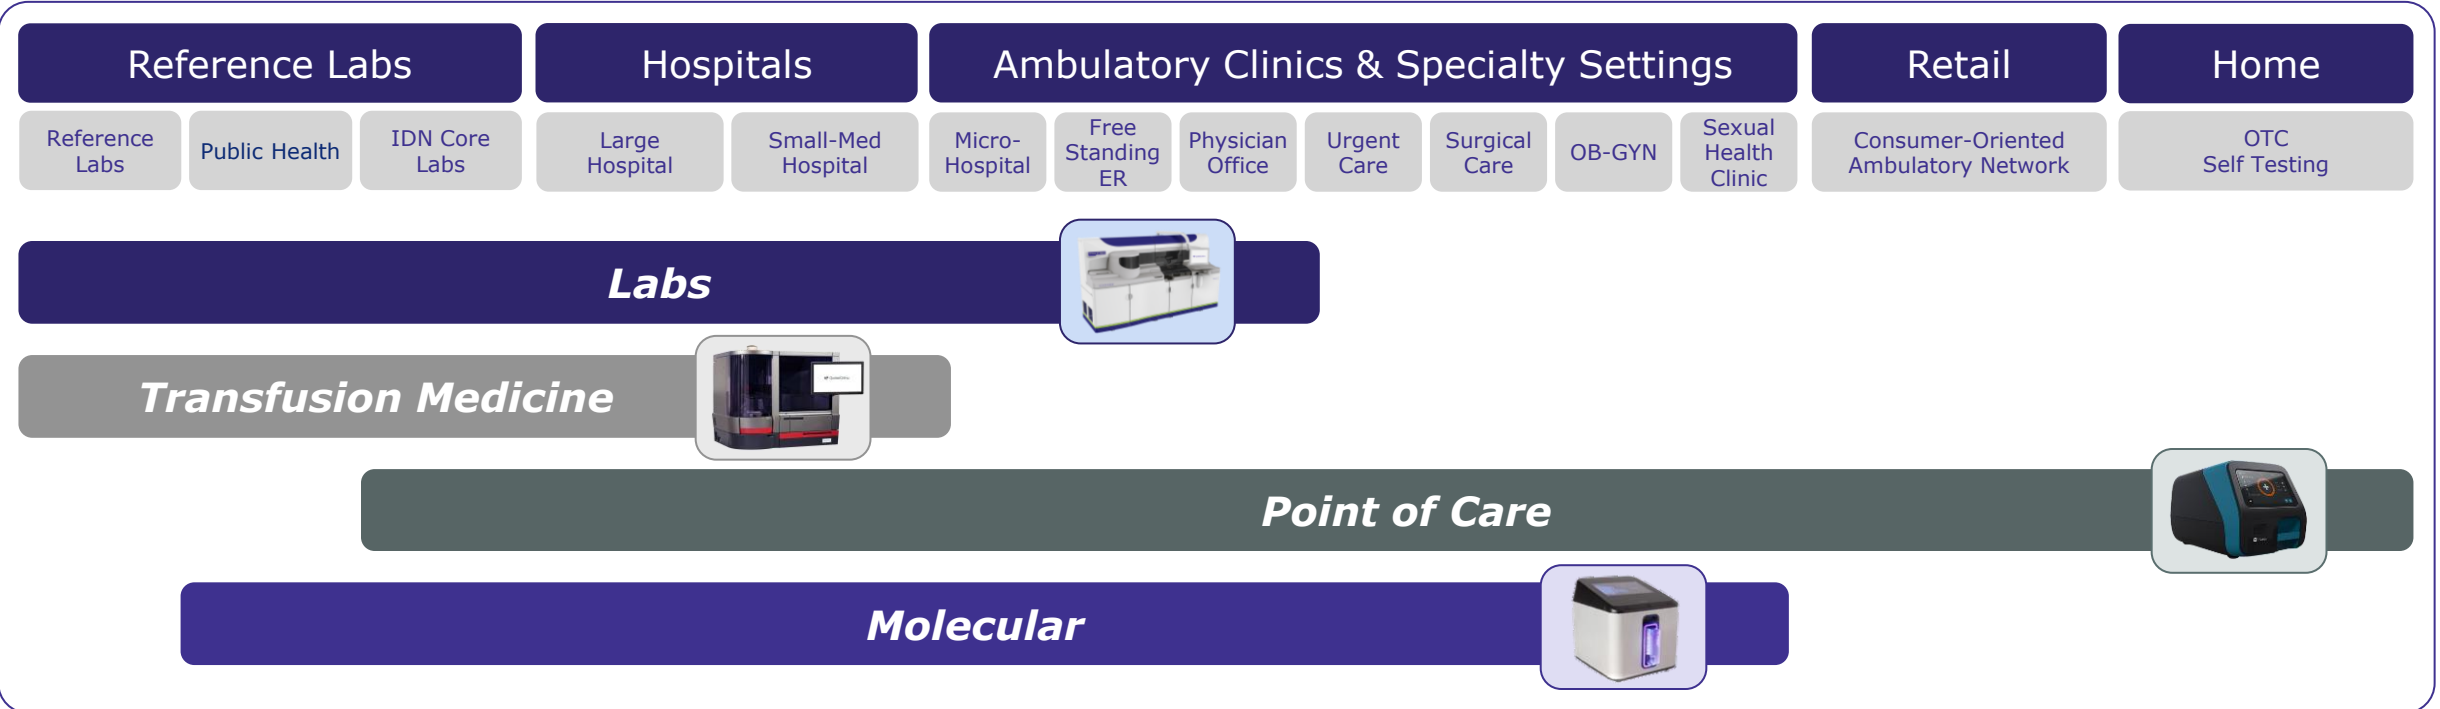 Reference Labs
Hospitals
Ambulatory Clinics & Specialty Settings
Retail
Home
Reference
Labs
Public Health
IDN Core
Labs
Large
Hospital
Small-Med
Hospital
Micro-
Hospital
Free
Standing
ER
Physician
Office
Urgent
Care
Surgical
Care
OB-GYN
Sexual
Health
Clinic
Consumer-Oriented
Ambulatory Network
OTC
Self Testing
Labs
Transfusion Medicine
Point of Care
Molecular